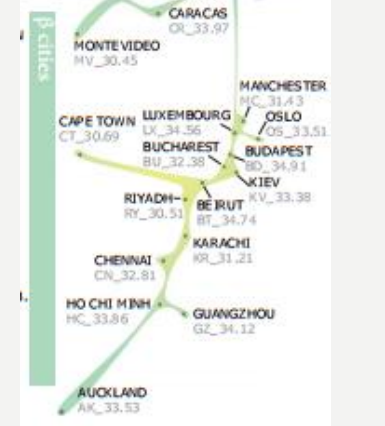 β cities
CARACAS
CR_33.97
MONTEVIDEO
MV_30.45
MANCHESTER
MC_31.43
CAPE TOWN
CT_30.69
LUXEMBOURG
LX_34.56
OSLO
OS_33.51
BUCHAREST
BU_32.38
BUDAPEST
BD_34.91
KIEV
KV_33.38
RIYADH
RY_30.51
BEIRUT
BT_34.74
KARACHI
KR_31.21
CHENNAI
CN_32.81
HO CHI MINH
HC_33.86
GUANGZHOU
GZ_34.12
AUCKLAND
AK_33.53